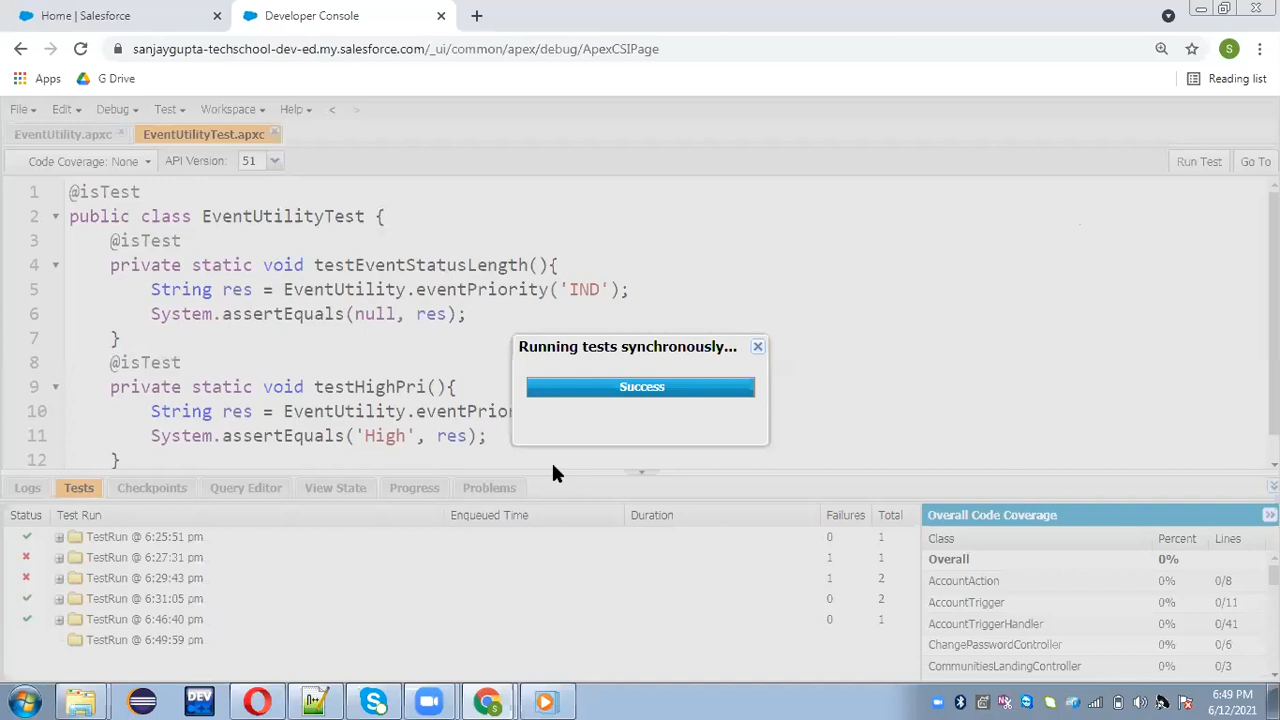 Home | Salesforce
Developer Console
sanjaygupta-techschool-dev-ed.my.salesforce.com/_ui/common/apex/debug/ApexCSIPage
S
Apps
G Drive
Reading list
File Edit Debug Test Workspace Help < >
EventUtility.apxc
EventUtilityTest.apxc
Code Coverage: None
API Version: 51
Run Test
Go To
1 @isTest
2 public class EventUtilityTest {
3 @isTest
4 private static void testEventStatusLength(){
5 String res = EventUtility.eventPriority('IND');
6 System.assertEquals(null, res);
7 }
8 @isTest
9 private static void testHighPri(){
10 String res = EventUtility.eventPrior
11 System.assertEquals('High', res);
12 }
Running tests synchronously...
Success
Logs Tests Checkpoints Query Editor View State Progress Problems
Status Test Run Enqueued Time Duration Failures Total
TestRun @ 6:25:51 pm 0 1
TestRun @ 6:27:31 pm 1 1
TestRun @ 6:29:43 pm 1 2
TestRun @ 6:31:05 pm 0 2
TestRun @ 6:46:40 pm 0 1
TestRun @ 6:49:59 pm
Overall Code Coverage
Class Percent Lines
Overall 0%
AccountAction 0% 0/8
AccountTrigger 0% 0/11
AccountTriggerHandler 0% 0/41
ChangePasswordController 0% 0/6
CommunitiesLandingController 0% 0/3
DEV
6:49 PM
6/12/2021